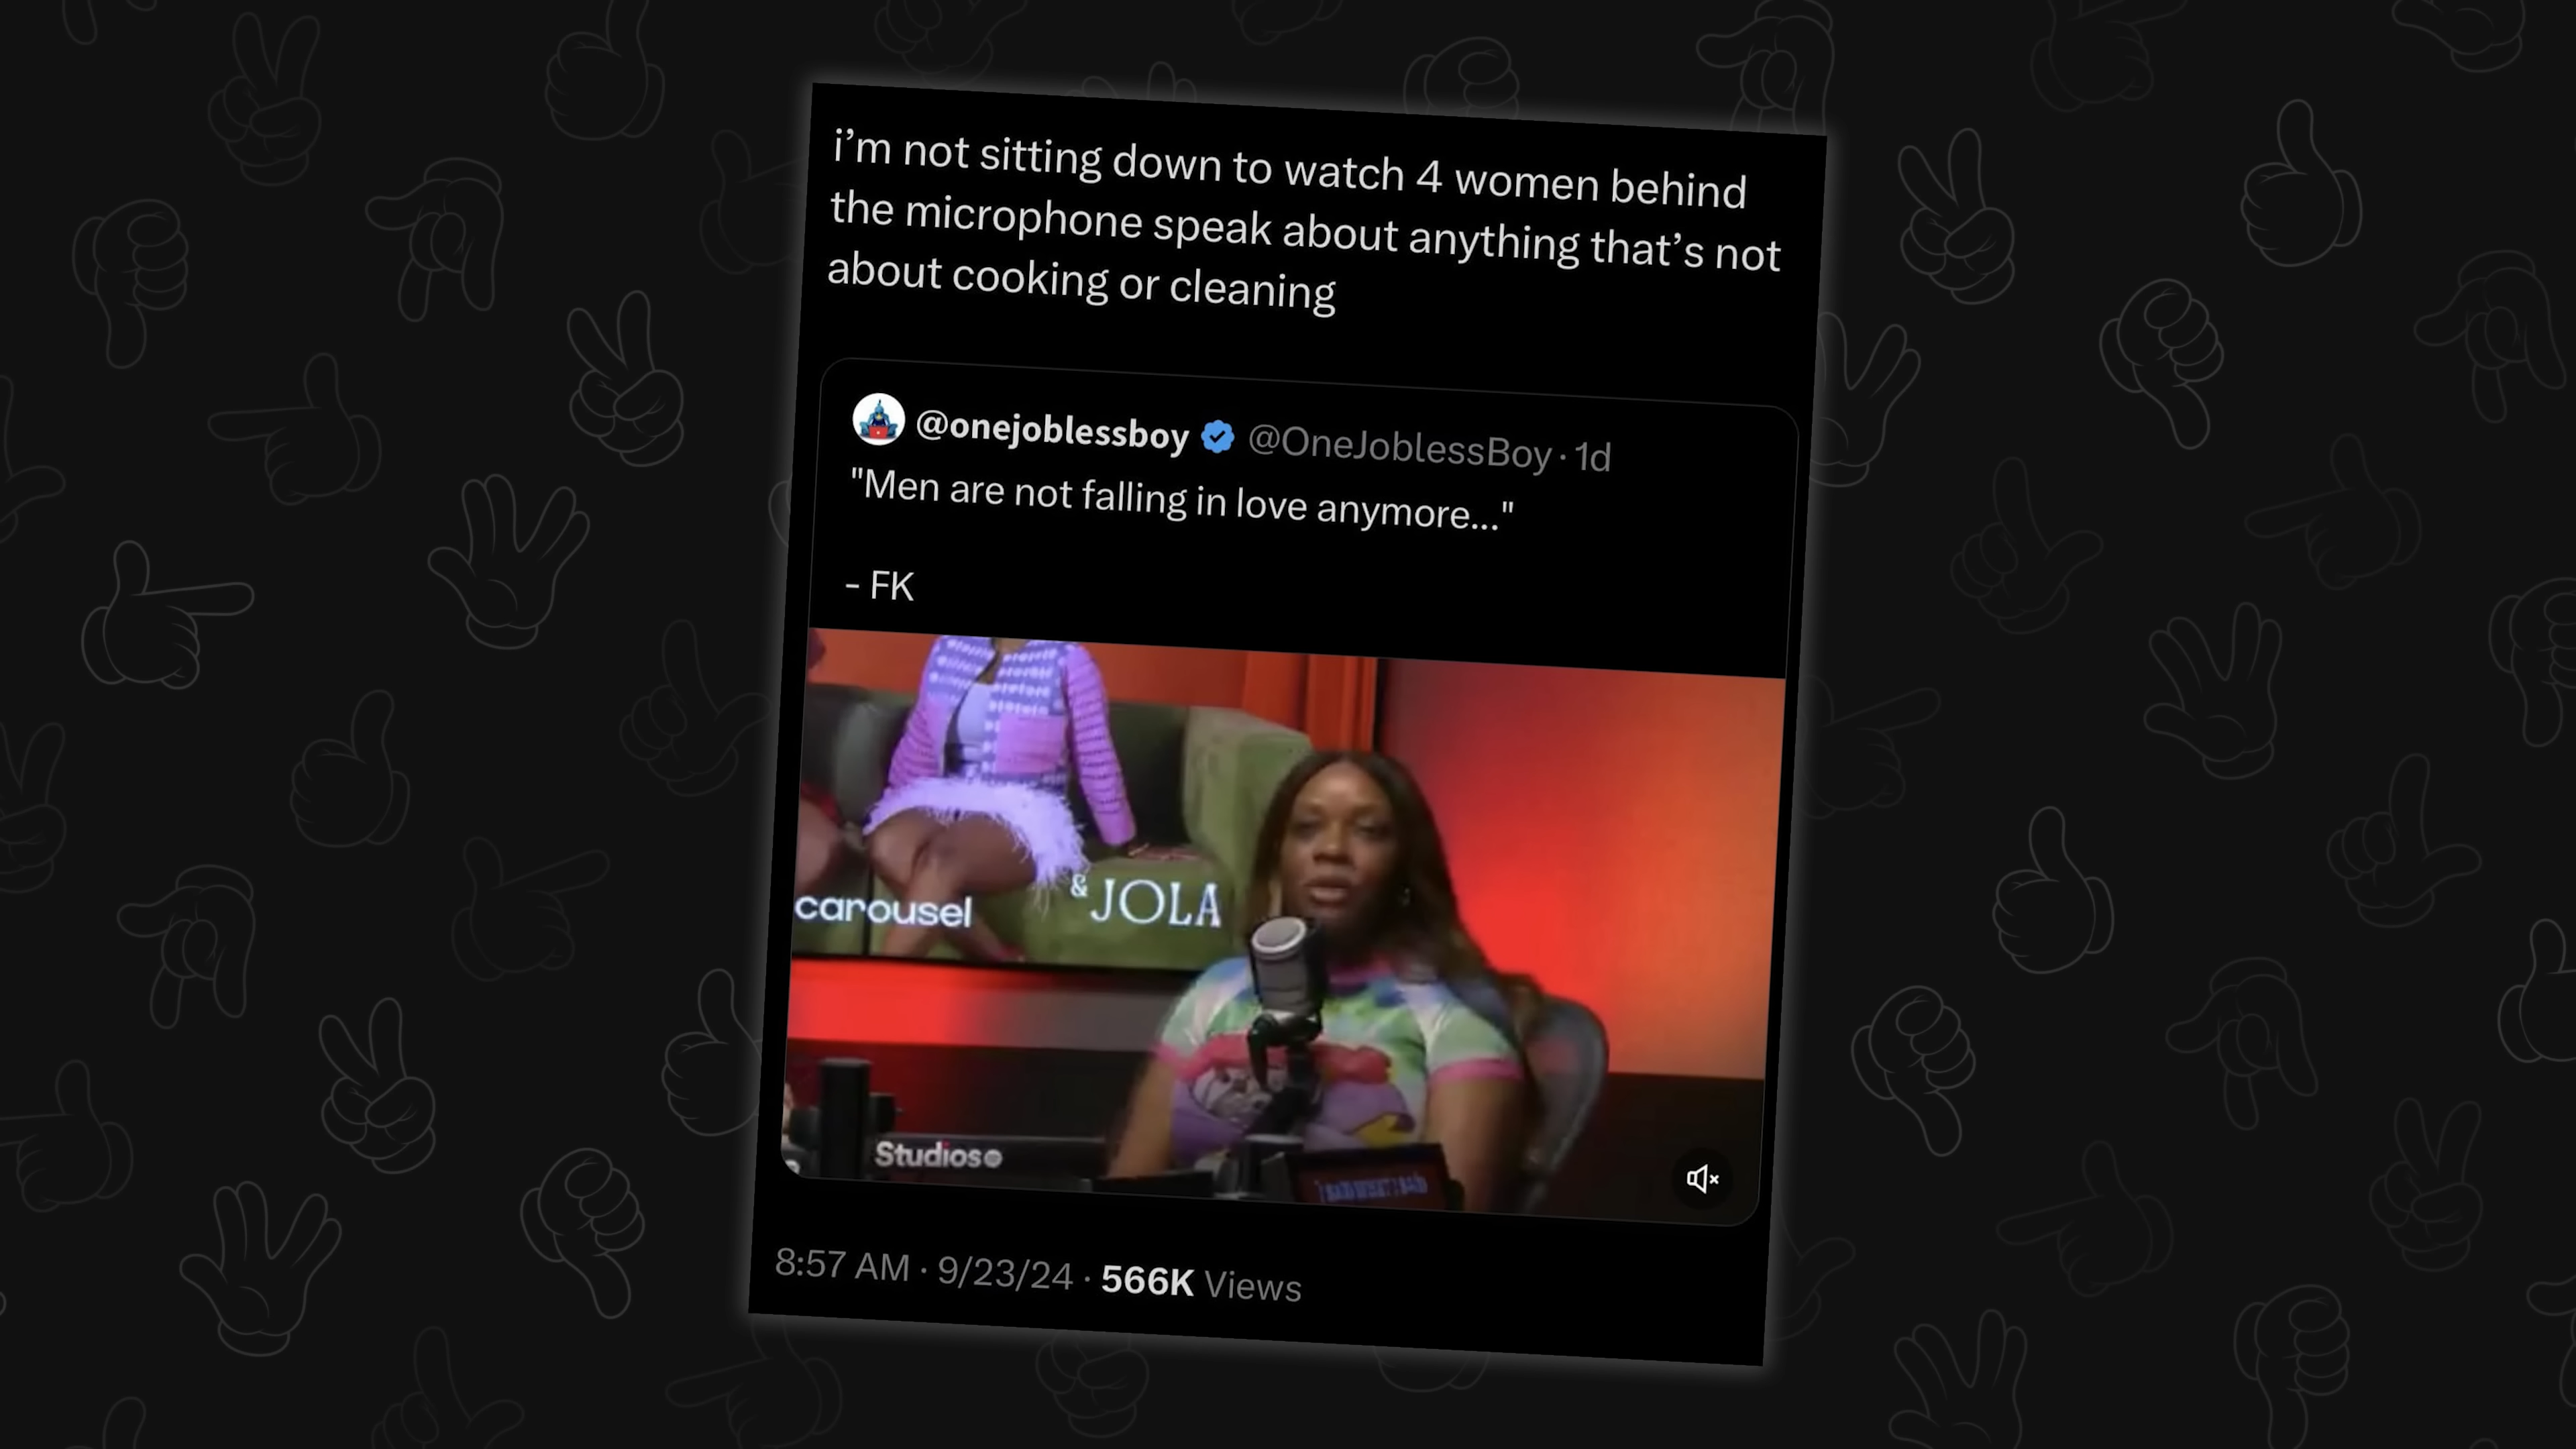 i’m not sitting down to watch 4 women behind
the microphone speak about anything that’s not
about cooking or cleaning
@onejoblessboy @OneJoblessBoy · 1d
"Men are not falling in love anymore..."
- FK
carousel
& JOLA
Studios
8:57 AM · 9/23/24 · 566K Views